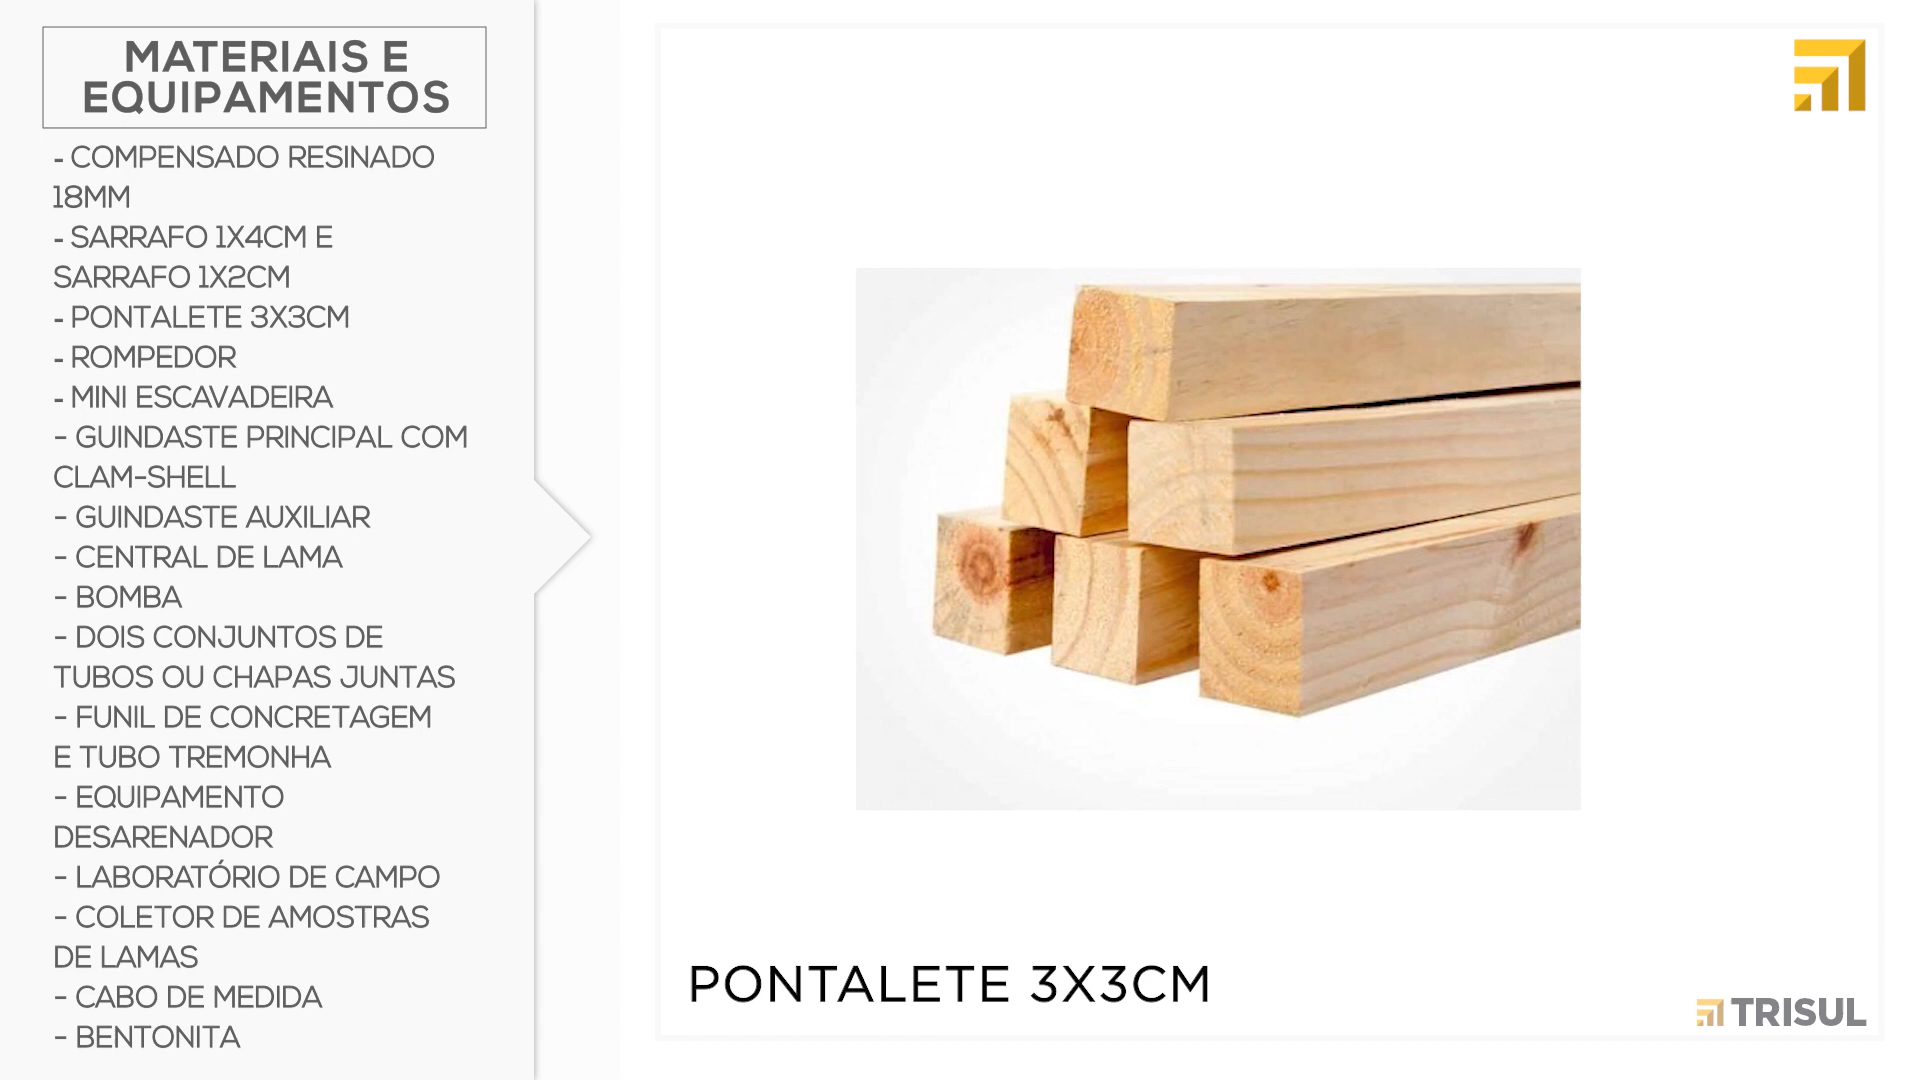 MATERIAIS E
EQUIPAMENTOS
- COMPENSADO RESINADO
18MM
- SARRAFO 1X4CM E
SARRAFO 1X2CM
- PONTALETE 3X3CM
- ROMPEDOR
- MINI ESCAVADEIRA
- GUINDASTE PRINCIPAL COM
CLAM-SHELL
- GUINDASTE AUXILIAR
- CENTRAL DE LAMA
- BOMBA
- DOIS CONJUNTOS DE
TUBOS OU CHAPAS JUNTAS
- FUNIL DE CONCRETAGEM
E TUBO TREMONHA
- EQUIPAMENTO
DESARENADOR
- LABORATÓRIO DE CAMPO
- COLETOR DE AMOSTRAS
DE LAMAS
- CABO DE MEDIDA
- BENTONITA
PONTALETE 3X3CM
TRISUL